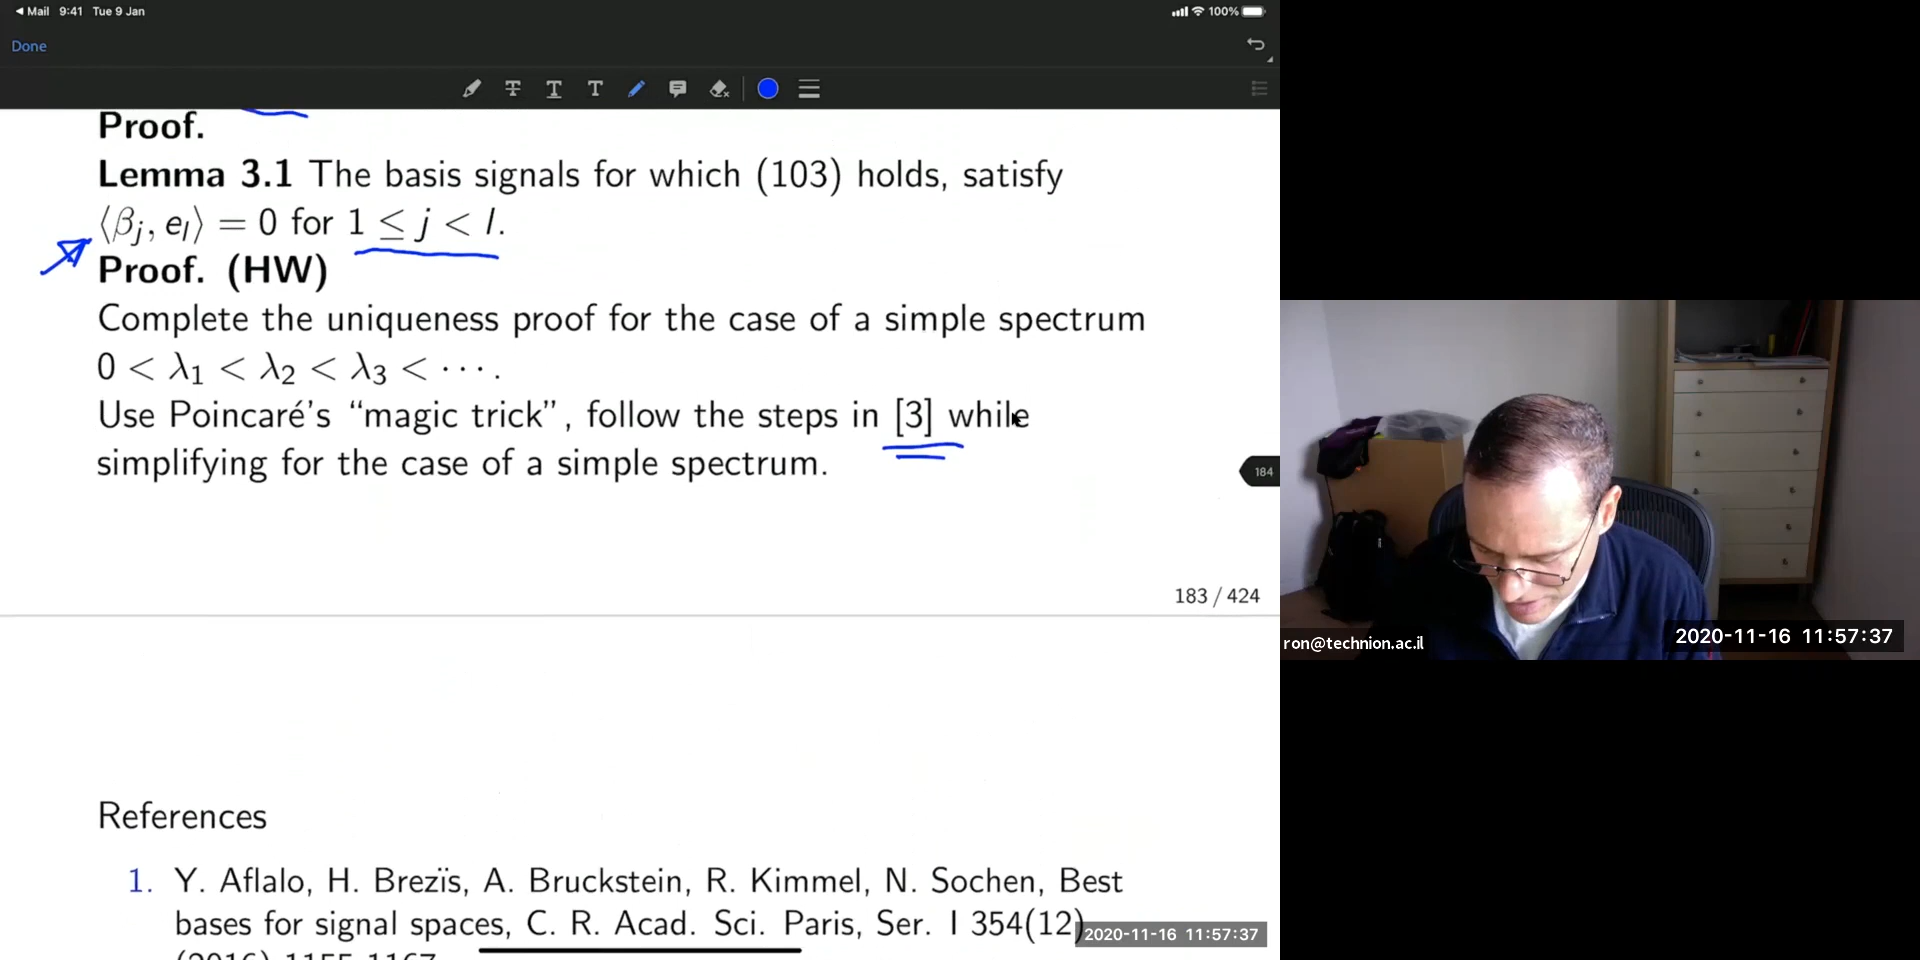 ◀ Mail 9:41 Tue 9 Jan 100%
Done
Proof.
Lemma 3.1 The basis signals for which (103) holds, satisfy
⟨βj, el⟩ = 0 for 1 ≤ j < l.
Proof. (HW)
Complete the uniqueness proof for the case of a simple spectrum
0 < λ1 < λ2 < λ3 < ··· .
Use Poincaré's “magic trick”, follow the steps in [3] while
simplifying for the case of a simple spectrum.
184
183 / 424
References
1. Y. Aflalo, H. Brezïs, A. Bruckstein, R. Kimmel, N. Sochen, Best
bases for signal spaces, C. R. Acad. Sci. Paris, Ser. I 354(12)
(2016) 1155-1167
2020-11-16 11:57:37
ron@technion.ac.il
2020-11-16 11:57:37